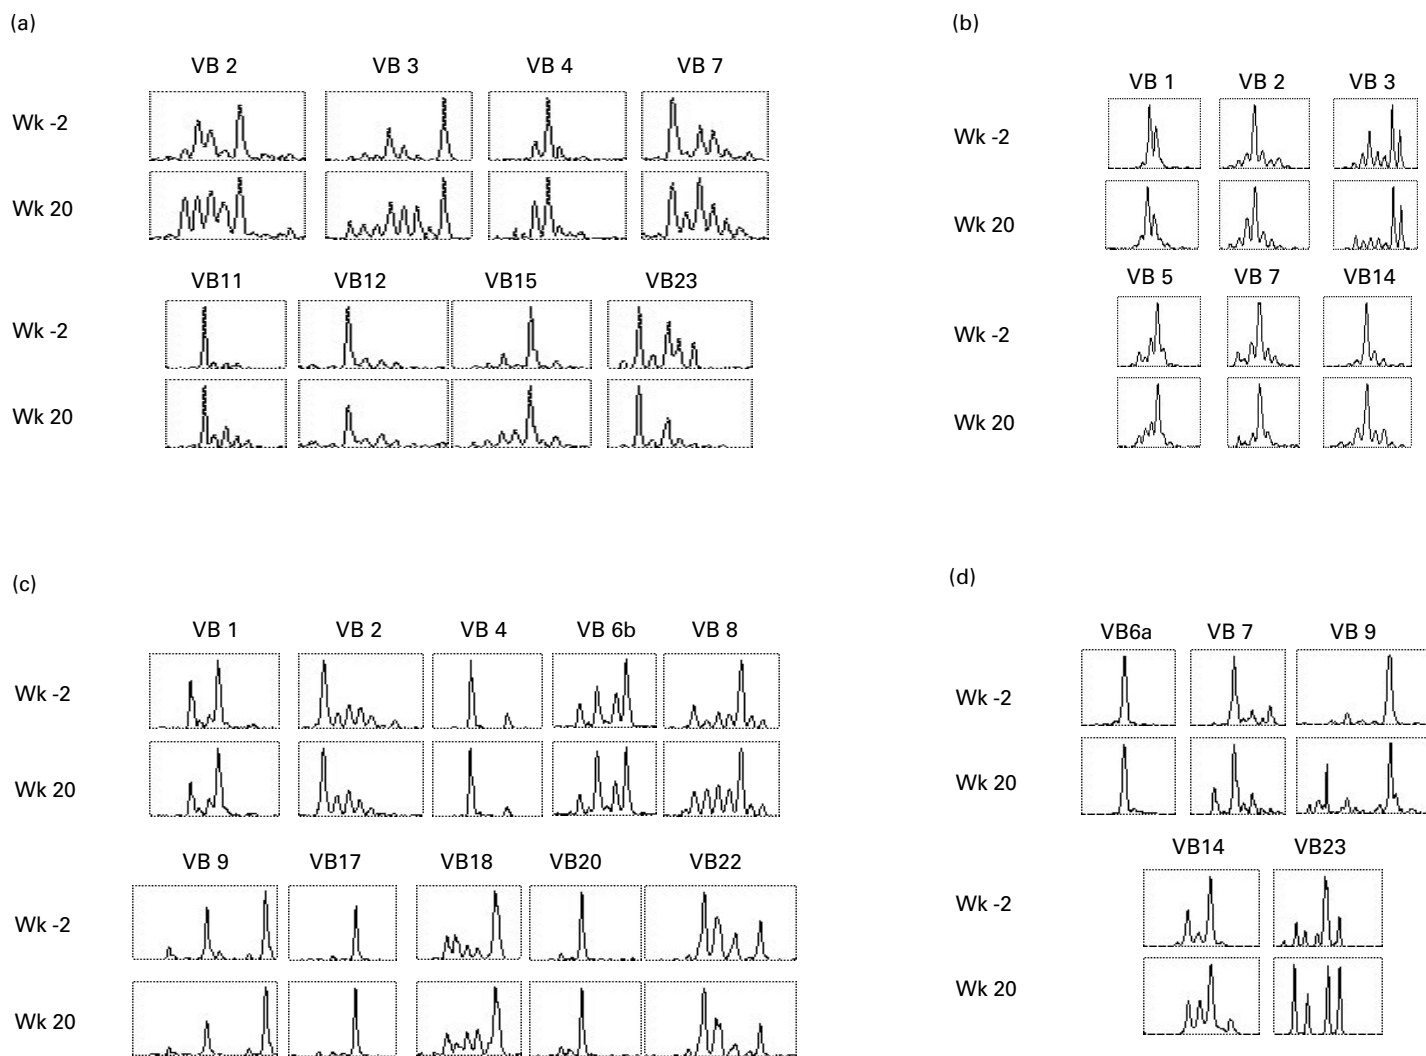 (a)
VB 2 VB 3 VB 4 VB 7
Wk -2
Wk 20
VB11 VB12 VB15 VB23
Wk -2
Wk 20
(b)
VB 1 VB 2 VB 3
Wk -2
Wk 20
VB 5 VB 7 VB14
Wk -2
Wk 20
(c)
VB 1 VB 2 VB 4 VB 6b VB 8
Wk -2
Wk 20
VB 9 VB17 VB18 VB20 VB22
Wk -2
Wk 20
(d)
VB6a VB 7 VB 9
Wk -2
Wk 20
VB14 VB23
Wk -2
Wk 20